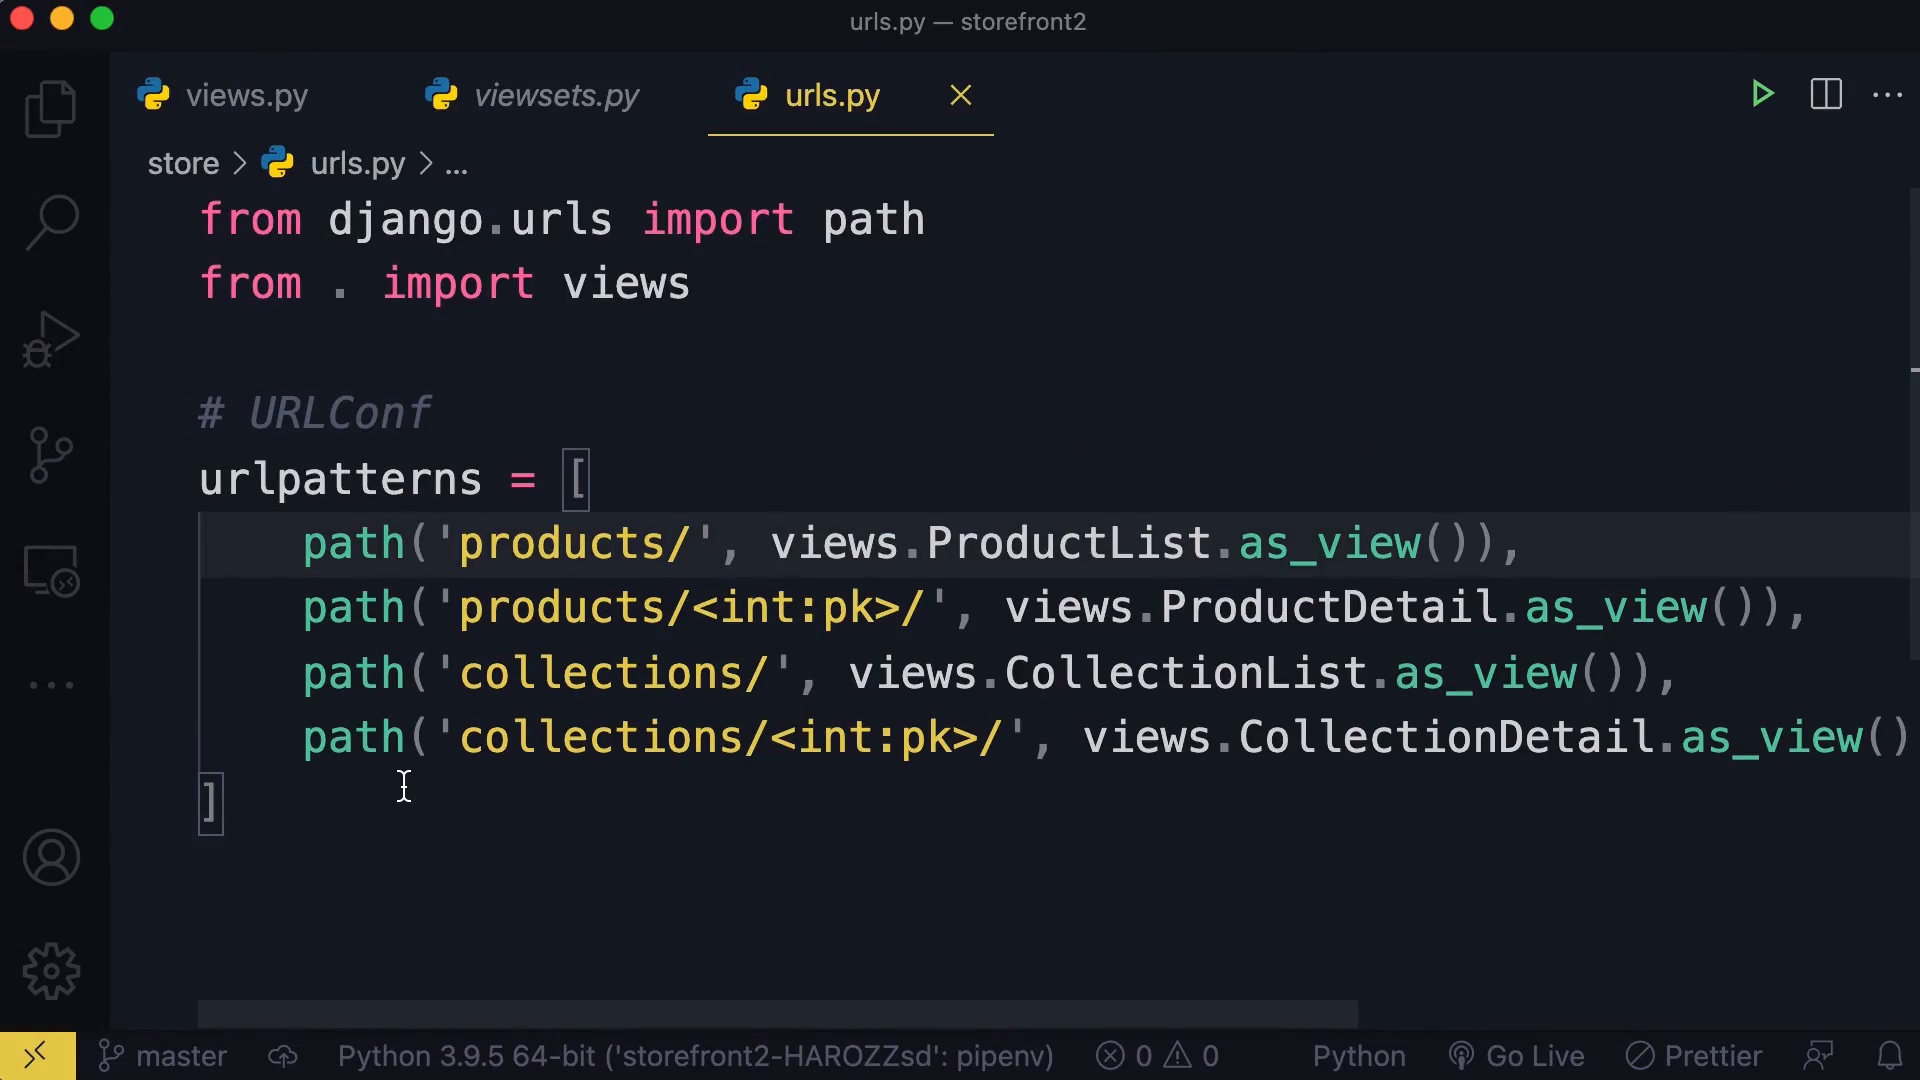 urls.py — storefront2
views.py viewsets.py urls.py
store > urls.py > ...
from django.urls import path
from . import views
# URLConf
urlpatterns = [
    path('products/', views.ProductList.as_view()),
    path('products/<int:pk>/', views.ProductDetail.as_view()),
    path('collections/', views.CollectionList.as_view()),
    path('collections/<int:pk>/', views.CollectionDetail.as_view()
]
master Python 3.9.5 64-bit ('storefront2-HAROZZsd': pipenv) 0 0 Python Go Live Prettier